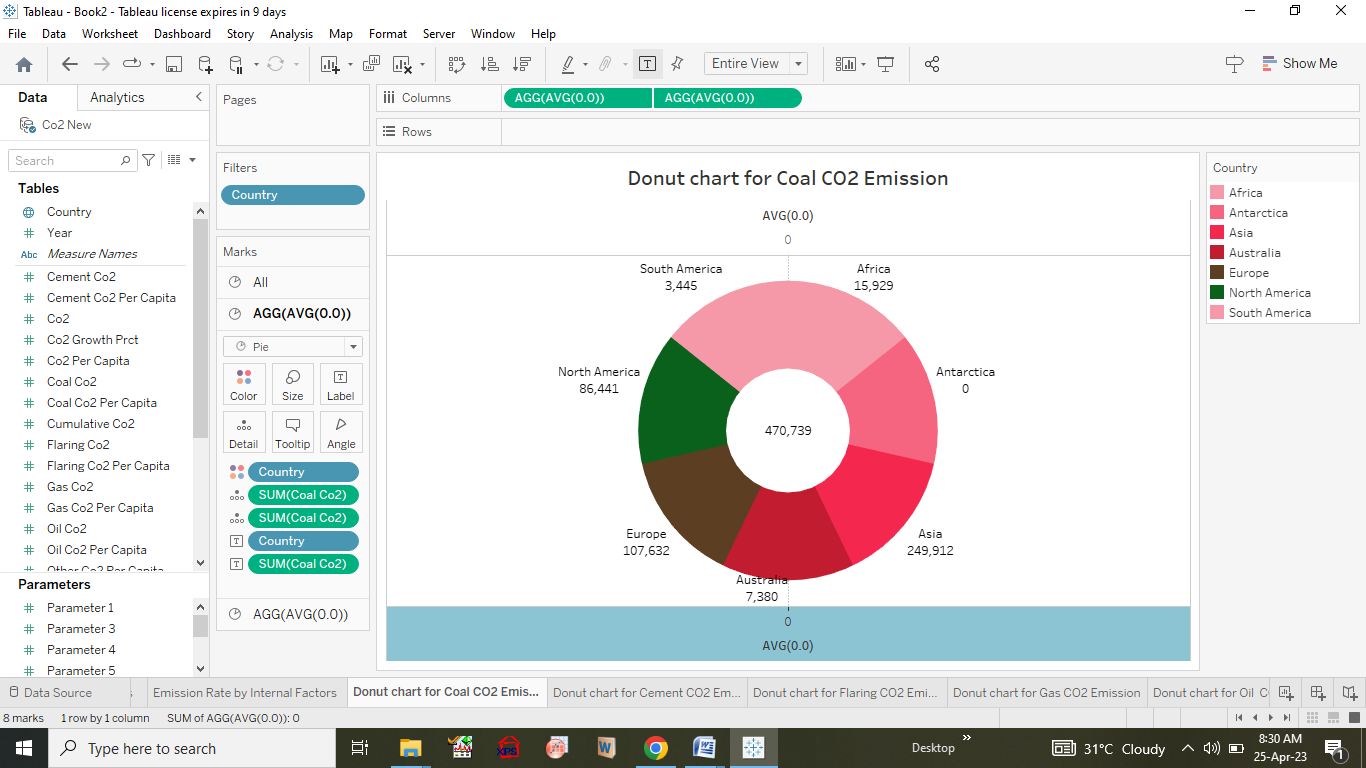 Tableau - Book2 - Tableau license expires in 9 days
File Data Worksheet Dashboard Story Analysis Map Format Server Window Help
Entire View
Show Me
Data Analytics
Co2 New
Search
Tables
Country
Year
Abc Measure Names
Cement Co2
Cement Co2 Per Capita
Co2
Co2 Growth Prct
Co2 Per Capita
Coal Co2
Coal Co2 Per Capita
Cumulative Co2
Flaring Co2
Flaring Co2 Per Capita
Gas Co2
Gas Co2 Per Capita
Oil Co2
Oil Co2 Per Capita
Other Co2 Per Capita
Parameters
Parameter 1
Parameter 3
Parameter 4
Parameter 5
Pages
Filters
Country
Marks
All
AGG(AVG(0.0))
Pie
Color Size Label
Detail Tooltip Angle
Country
SUM(Coal Co2)
SUM(Coal Co2)
Country
SUM(Coal Co2)
AGG(AVG(0.0))
Columns AGG(AVG(0.0)) AGG(AVG(0.0))
Rows
Donut chart for Coal CO2 Emission
AVG(0.0)
0
South America
3,445
Africa
15,929
North America
86,441
Antarctica
0
470,739
Europe
107,632
Asia
249,912
Australia
7,380
0
AVG(0.0)
Country
Africa
Antarctica
Asia
Australia
Europe
North America
South America
Data Source Emission Rate by Internal Factors Donut chart for Coal CO2 Emis... Donut chart for Cement CO2 Em... Donut chart for Flaring CO2 Emi... Donut chart for Gas CO2 Emission Donut chart for Oil
8 marks 1 row by 1 column SUM of AGG(AVG(0.0)): 0
Type here to search
XPS
W
W
Desktop
31°C Cloudy
8:30 AM
25-Apr-23
1